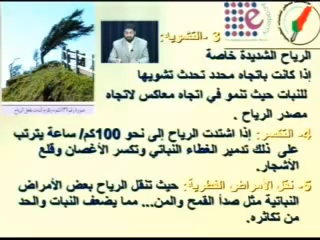 3 -التشويه:
الرياح الشديدة خاصة
إذا كانت باتجاه محدد تحدث تشويها
للنبات حيث تنمو في اتجاه معاكس لاتجاه
مصدر الرياح .
4- التكسر: إذا اشتدت الرياح إلى نحو 100كم/ ساعة يترتب
على ذلك تدمير الغطاء النباتي وتكسر الأغصان وقلع
الأشجار.
5- نقل الأمراض الفطرية: حيث تنقل الرياح بعض الأمراض
النباتية مثل صدأ القمح والمن... مما يضعف النبات والحد
من تكاثره.